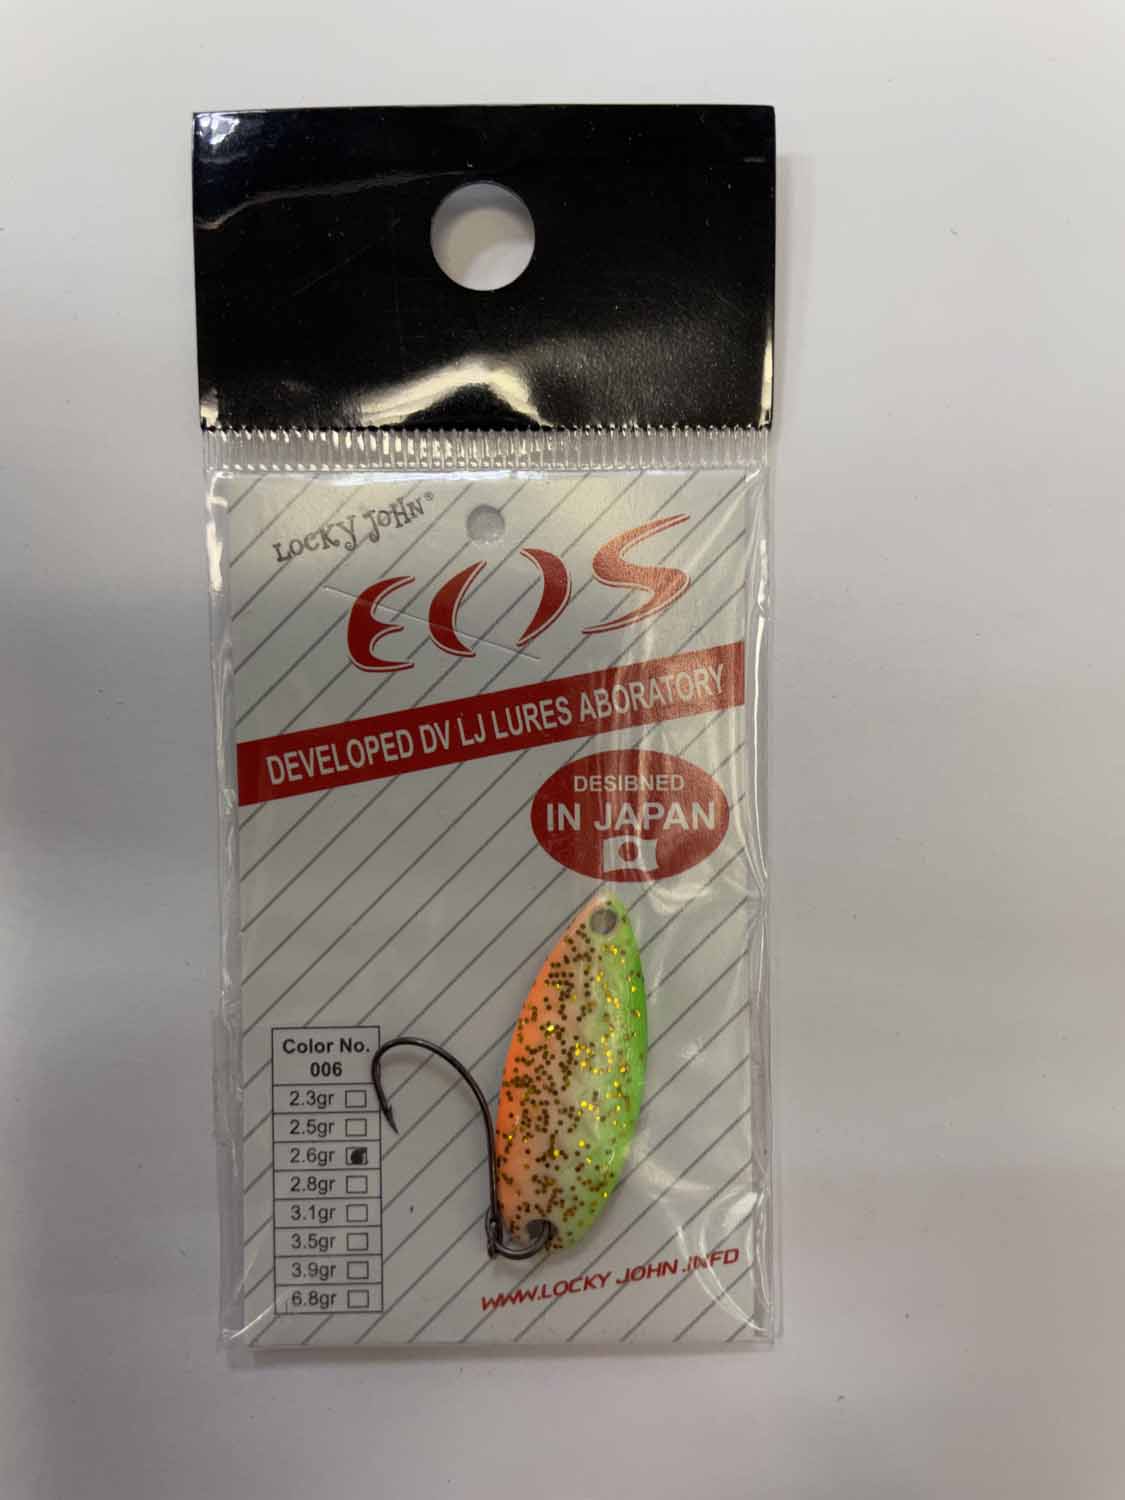 LOCKY JOHN®
EOS
DEVELOPED DV LJ LURES ABORATORY
DESIBNED
IN JAPAN
Color No.
006
2.3gr
2.5gr
2.6gr
2.8gr
3.1gr
3.5gr
3.9gr
6.8gr
WWW.LOCKY JOHN.INFD